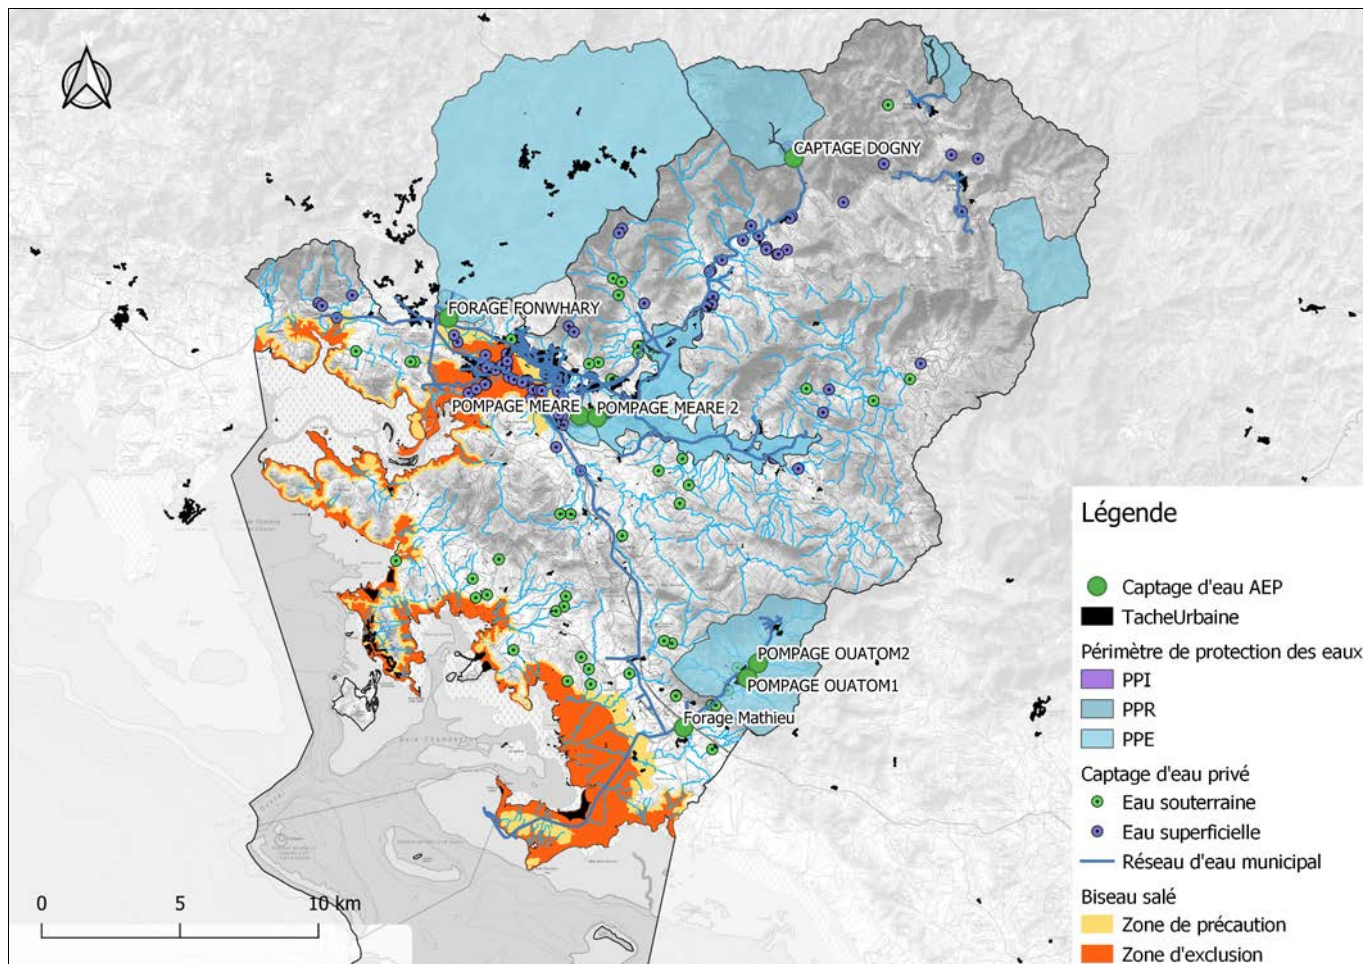 CAPTAGE DOGNY
FORAGE FONWHARY
POMPAGE MEARE
POMPAGE MEARE 2
POMPAGE OUATOM2
POMPAGE OUATOM1
Forage Mathieu
0 5 10 km
Légende
Captage d'eau AEP
TacheUrbaine
Périmètre de protection des eaux
PPI
PPR
PPE
Captage d'eau privé
Eau souterraine
Eau superficielle
Réseau d'eau municipal
Biseau salé
Zone de précaution
Zone d'exclusion